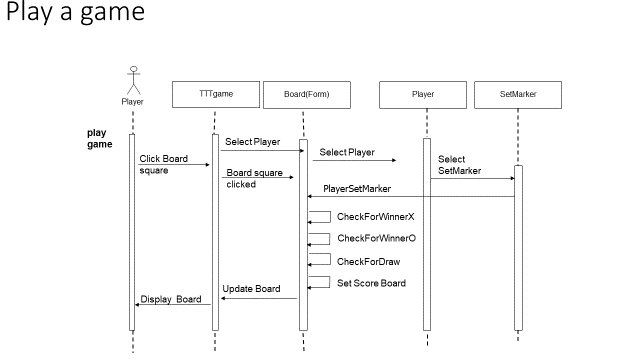 Play a game
Player
TTTgame
Board(Form)
Player
SetMarker
play
game
Select Player
Select Player
Click Board
square
Select
SetMarker
Board square
clicked
PlayerSetMarker
CheckForWinnerX
CheckForWinnerO
CheckForDraw
Set Score Board
Update Board
Display Board